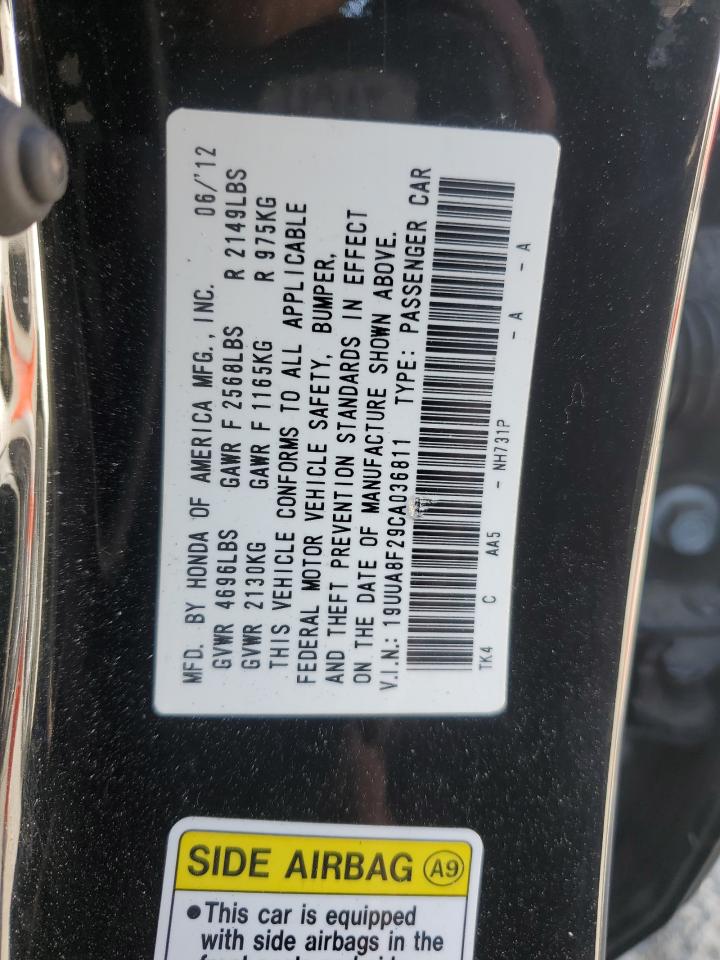 MFD. BY HONDA OF AMERICA MFG., INC. 06/'12
GVWR 4696LBS GAWR F 2568LBS R 2149LBS
GVWR 2130KG GAWR F 1165KG R 975KG
THIS VEHICLE CONFORMS TO ALL APPLICABLE
FEDERAL MOTOR VEHICLE SAFETY, BUMPER,
AND THEFT PREVENTION STANDARDS IN EFFECT
ON THE DATE OF MANUFACTURE SHOWN ABOVE.
V.I.N.: 19UUA8F29CA036811 TYPE: PASSENGER CAR
TK4 C AA5 - NH731P - A - A
SIDE AIRBAG A9
●This car is equipped
with side airbags in the